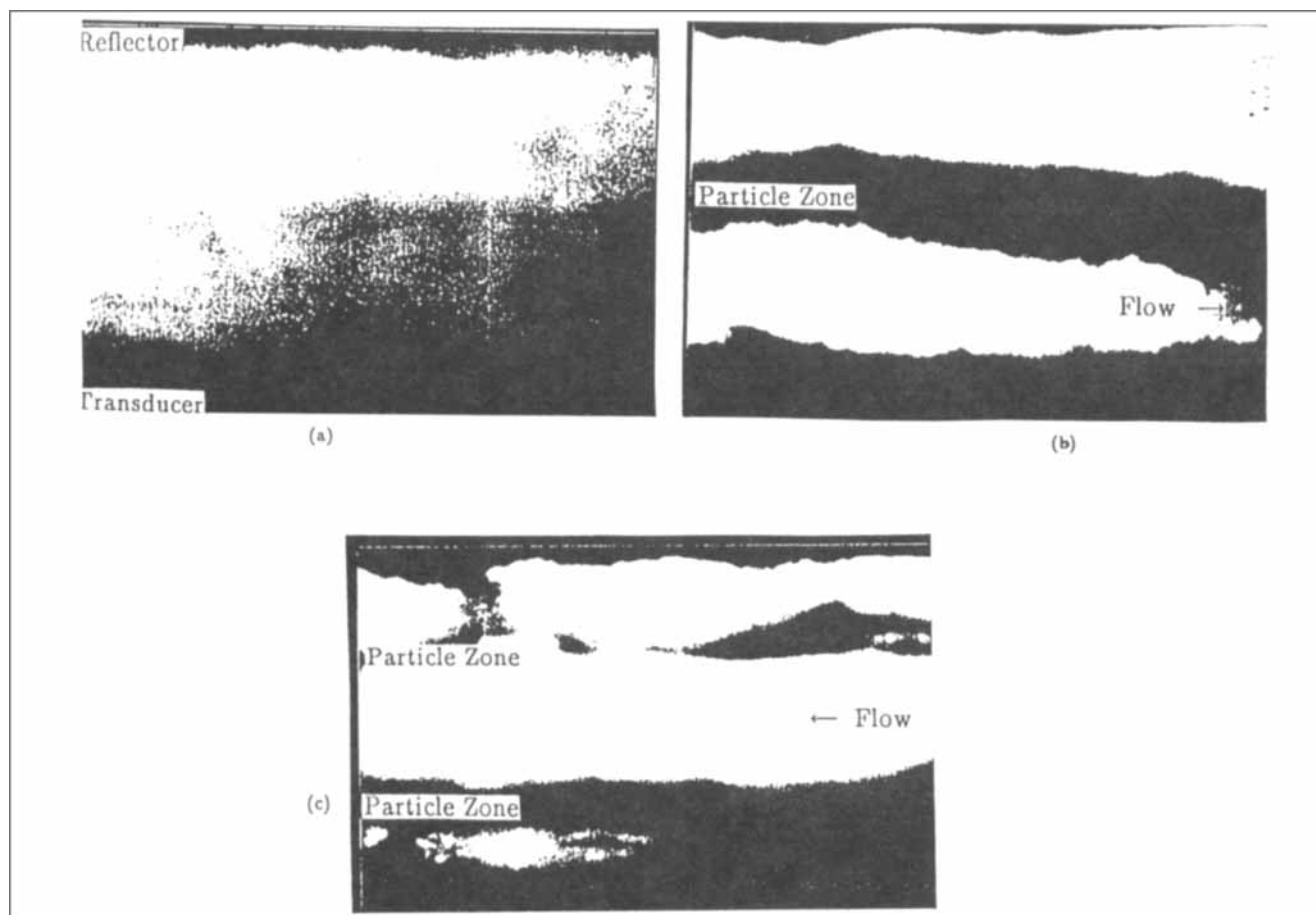 Reflector
Transducer
(a)
Particle Zone
Flow →
(b)
Particle Zone
← Flow
(c)
Particle Zone